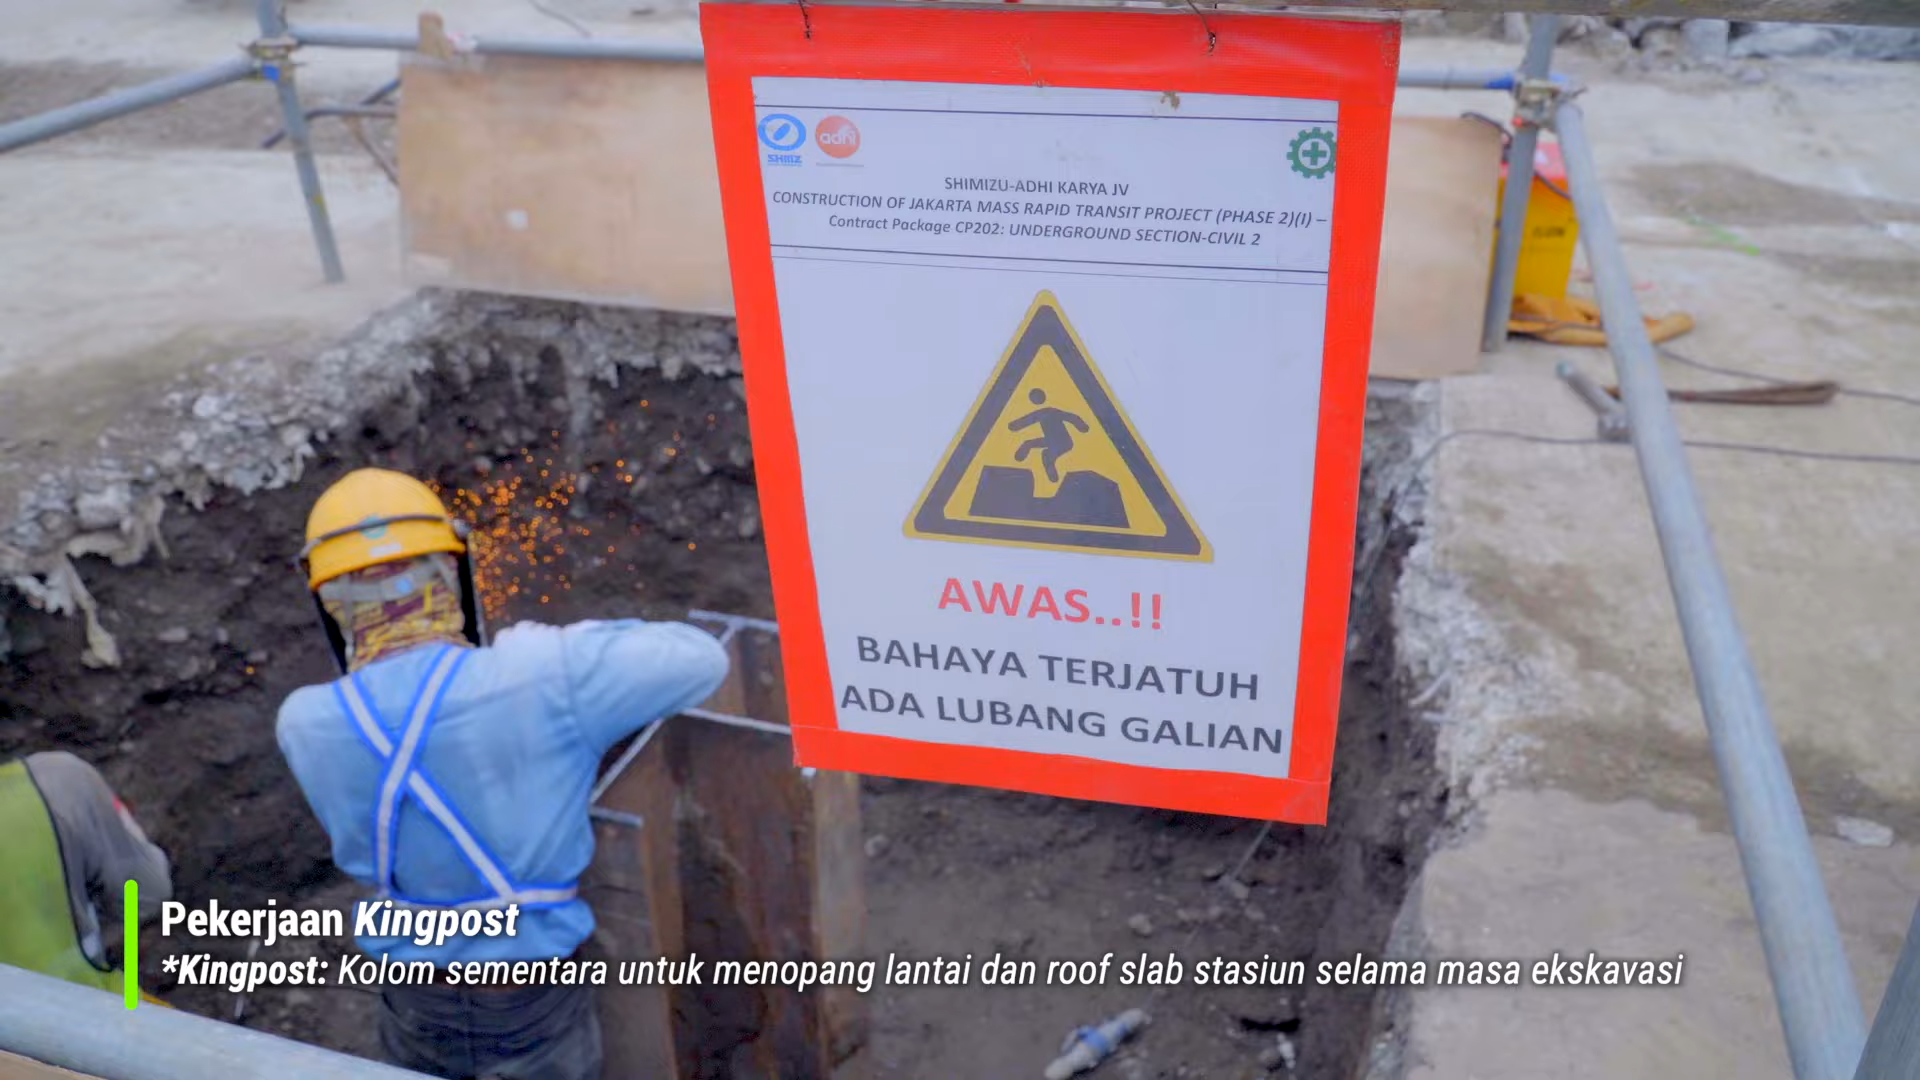 SHMZ
adhi
SHIMIZU-ADHI KARYA JV
CONSTRUCTION OF JAKARTA MASS RAPID TRANSIT PROJECT (PHASE 2)(I) –
Contract Package CP202: UNDERGROUND SECTION-CIVIL 2
AWAS..!!
BAHAYA TERJATUH
ADA LUBANG GALIAN
Pekerjaan Kingpost
*Kingpost: Kolom sementara untuk menopang lantai dan roof slab stasiun selama masa ekskavasi